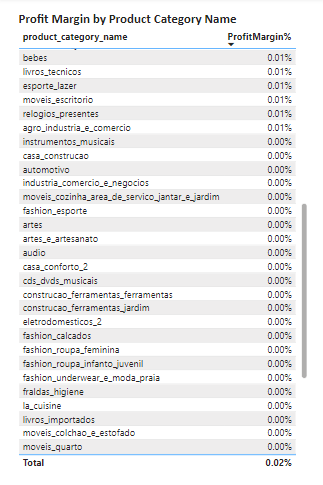 Profit Margin by Product Category Name
product_category_name ProfitMargin%
bebes 0.01%
livros_tecnicos 0.01%
esporte_lazer 0.01%
moveis_escritorio 0.01%
relogios_presentes 0.01%
agro_industria_e_comercio 0.01%
instrumentos_musicais 0.00%
casa_construcao 0.00%
automotivo 0.00%
industria_comercio_e_negocios 0.00%
moveis_cozinha_area_de_servico_jantar_e_jardim 0.00%
fashion_esporte 0.00%
artes 0.00%
artes_e_artesanato 0.00%
audio 0.00%
casa_conforto_2 0.00%
cds_dvds_musicais 0.00%
construcao_ferramentas_ferramentas 0.00%
construcao_ferramentas_jardim 0.00%
eletrodomesticos_2 0.00%
fashion_calcados 0.00%
fashion_roupa_feminina 0.00%
fashion_roupa_infanto_juvenil 0.00%
fashion_underwear_e_moda_praia 0.00%
fraldas_higiene 0.00%
la_cuisine 0.00%
livros_importados 0.00%
moveis_colchao_e_estofado 0.00%
moveis_quarto 0.00%
Total 0.02%